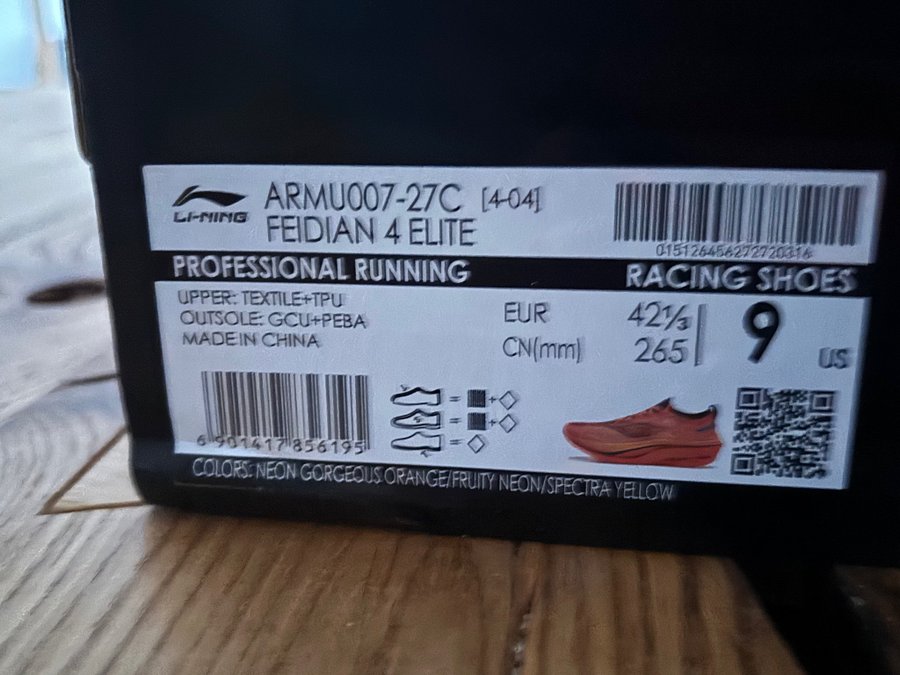 LI-NING
ARMU007-27C [4-04]
FEIDIAN 4 ELITE
015126456272720316
PROFESSIONAL RUNNING
RACING SHOES
UPPER: TEXTILE+TPU
OUTSOLE: GCU+PEBA
MADE IN CHINA
EUR 42⅓
CN(mm) 265
9 US
6 901417 856195
= +
= +
=
COLORS: NEON GORGEOUS ORANGE/FRUITY NEON/SPECTRA YELLOW